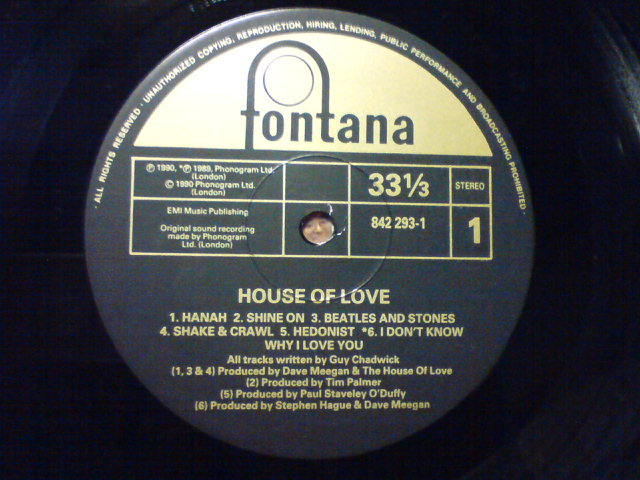 · ALL RIGHTS RESERVED · UNAUTHORIZED COPYING, REPRODUCTION, HIRING, LENDING, PUBLIC PERFORMANCE AND BROADCASTING PROHIBITED ·
fontana
℗ 1990, *℗ 1989, Phonogram Ltd.
(London)
© 1990 Phonogram Ltd.
(London)
33⅓
STEREO
EMI Music Publishing
Original sound recording
made by Phonogram
Ltd. (London)
842 293-1
1
HOUSE OF LOVE
1. HANAH 2. SHINE ON 3. BEATLES AND STONES
4. SHAKE & CRAWL 5. HEDONIST *6. I DON'T KNOW
WHY I LOVE YOU
All tracks written by Guy Chadwick
(1, 3 & 4) Produced by Dave Meegan & The House Of Love
(2) Produced by Tim Palmer
(5) Produced by Paul Staveley O'Duffy
(6) Produced by Stephen Hague & Dave Meegan